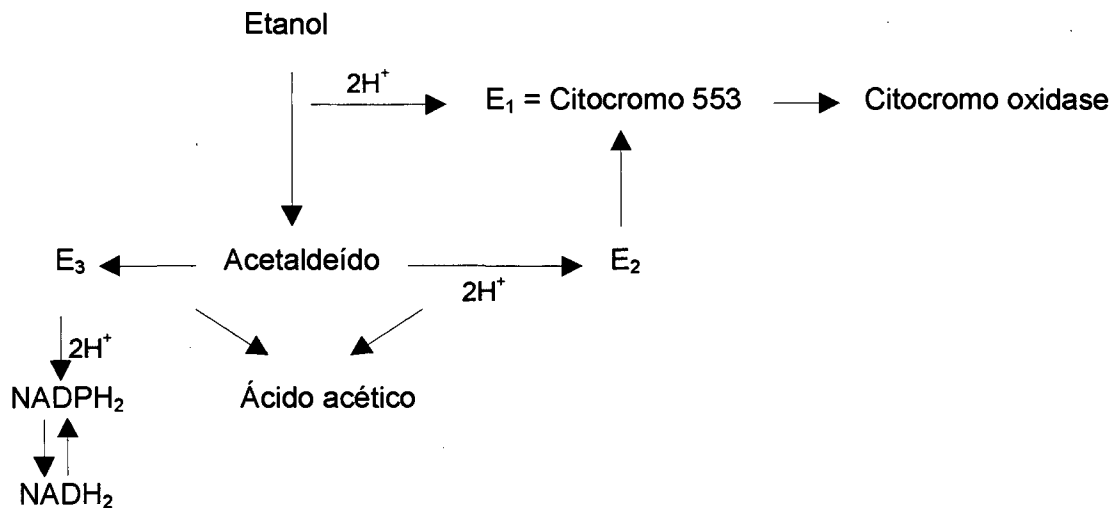 Etanol
2H⁺
E₁ = Citocromo 553
Citocromo oxidase
E₃
Acetaldeído
2H⁺
E₂
2H⁺
NADPH₂
Ácido acético
NADH₂